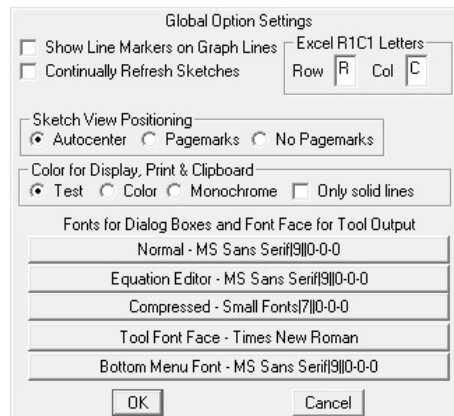 Global Option Settings
Show Line Markers on Graph Lines
Continually Refresh Sketches
Excel R1C1 Letters
Row R Col C
Sketch View Positioning
Autocenter Pagemarks No Pagemarks
Color for Display, Print & Clipboard
Test Color Monochrome Only solid lines
Fonts for Dialog Boxes and Font Face for Tool Output
Normal - MS Sans Serif|9||0-0-0
Equation Editor - MS Sans Serif|9||0-0-0
Compressed - Small Fonts|7||0-0-0
Tool Font Face - Times New Roman
Bottom Menu Font - MS Sans Serif|9||0-0-0
OK Cancel